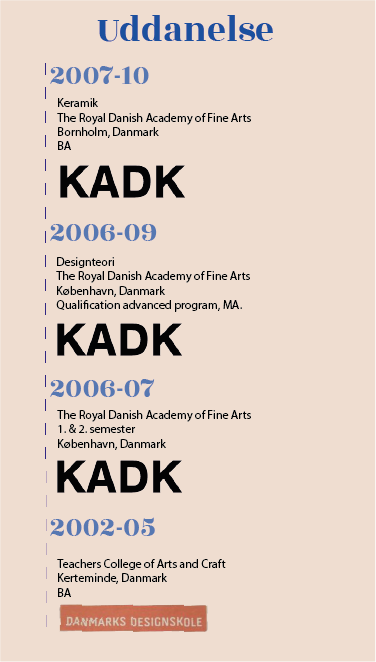 Uddanelse
2007-10
Keramik
The Royal Danish Academy of Fine Arts
Bornholm, Danmark
BA
KADK
2006-09
Designteori
The Royal Danish Academy of Fine Arts
København, Danmark
Qualification advanced program, MA.
KADK
2006-07
The Royal Danish Academy of Fine Arts
1. & 2. semester
København, Danmark
KADK
2002-05
Teachers College of Arts and Craft
Kerteminde, Danmark
BA
DANMARKS DESIGNSKOLE